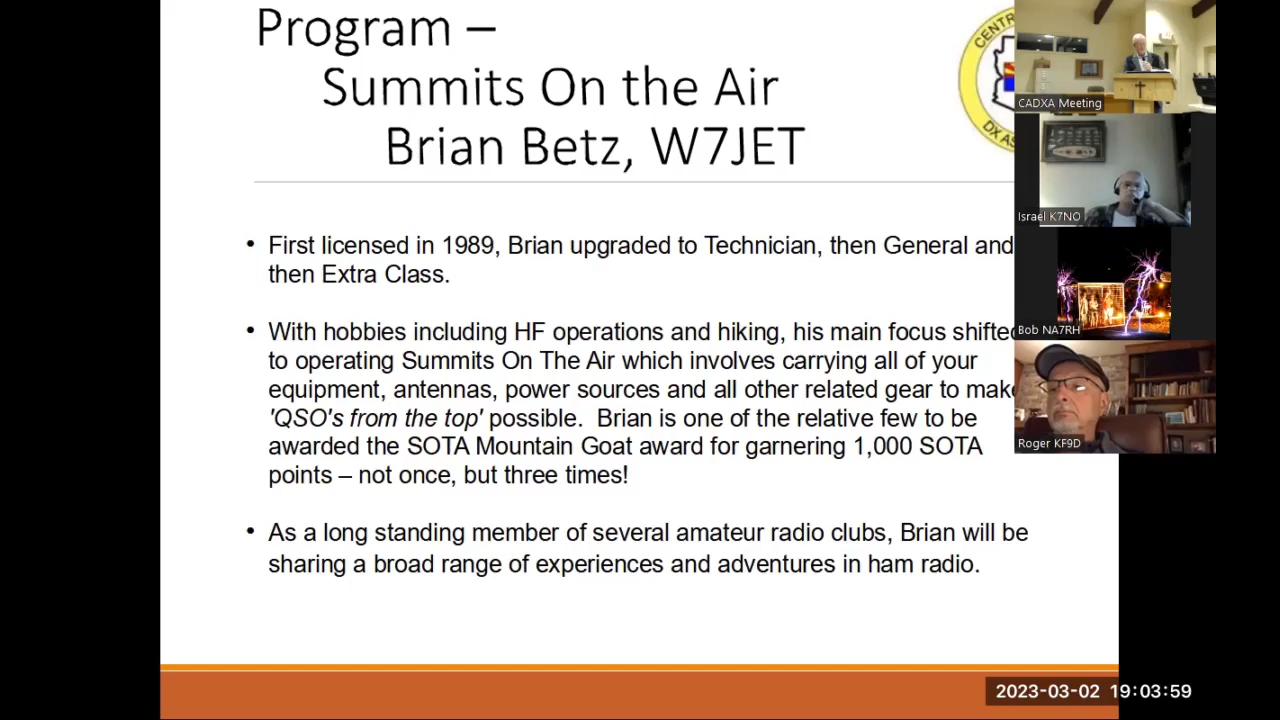 Program –
Summits On the Air
Brian Betz, W7JET
CENTR
DX AS
• First licensed in 1989, Brian upgraded to Technician, then General and
then Extra Class.
• With hobbies including HF operations and hiking, his main focus shifted
to operating Summits On The Air which involves carrying all of your
equipment, antennas, power sources and all other related gear to make
'QSO's from the top' possible.  Brian is one of the relative few to be
awarded the SOTA Mountain Goat award for garnering 1,000 SOTA
points – not once, but three times!
• As a long standing member of several amateur radio clubs, Brian will be
sharing a broad range of experiences and adventures in ham radio.
CADXA Meeting
Israel K7NO
Bob NA7RH
Roger KF9D
2023-03-02 19:03:59